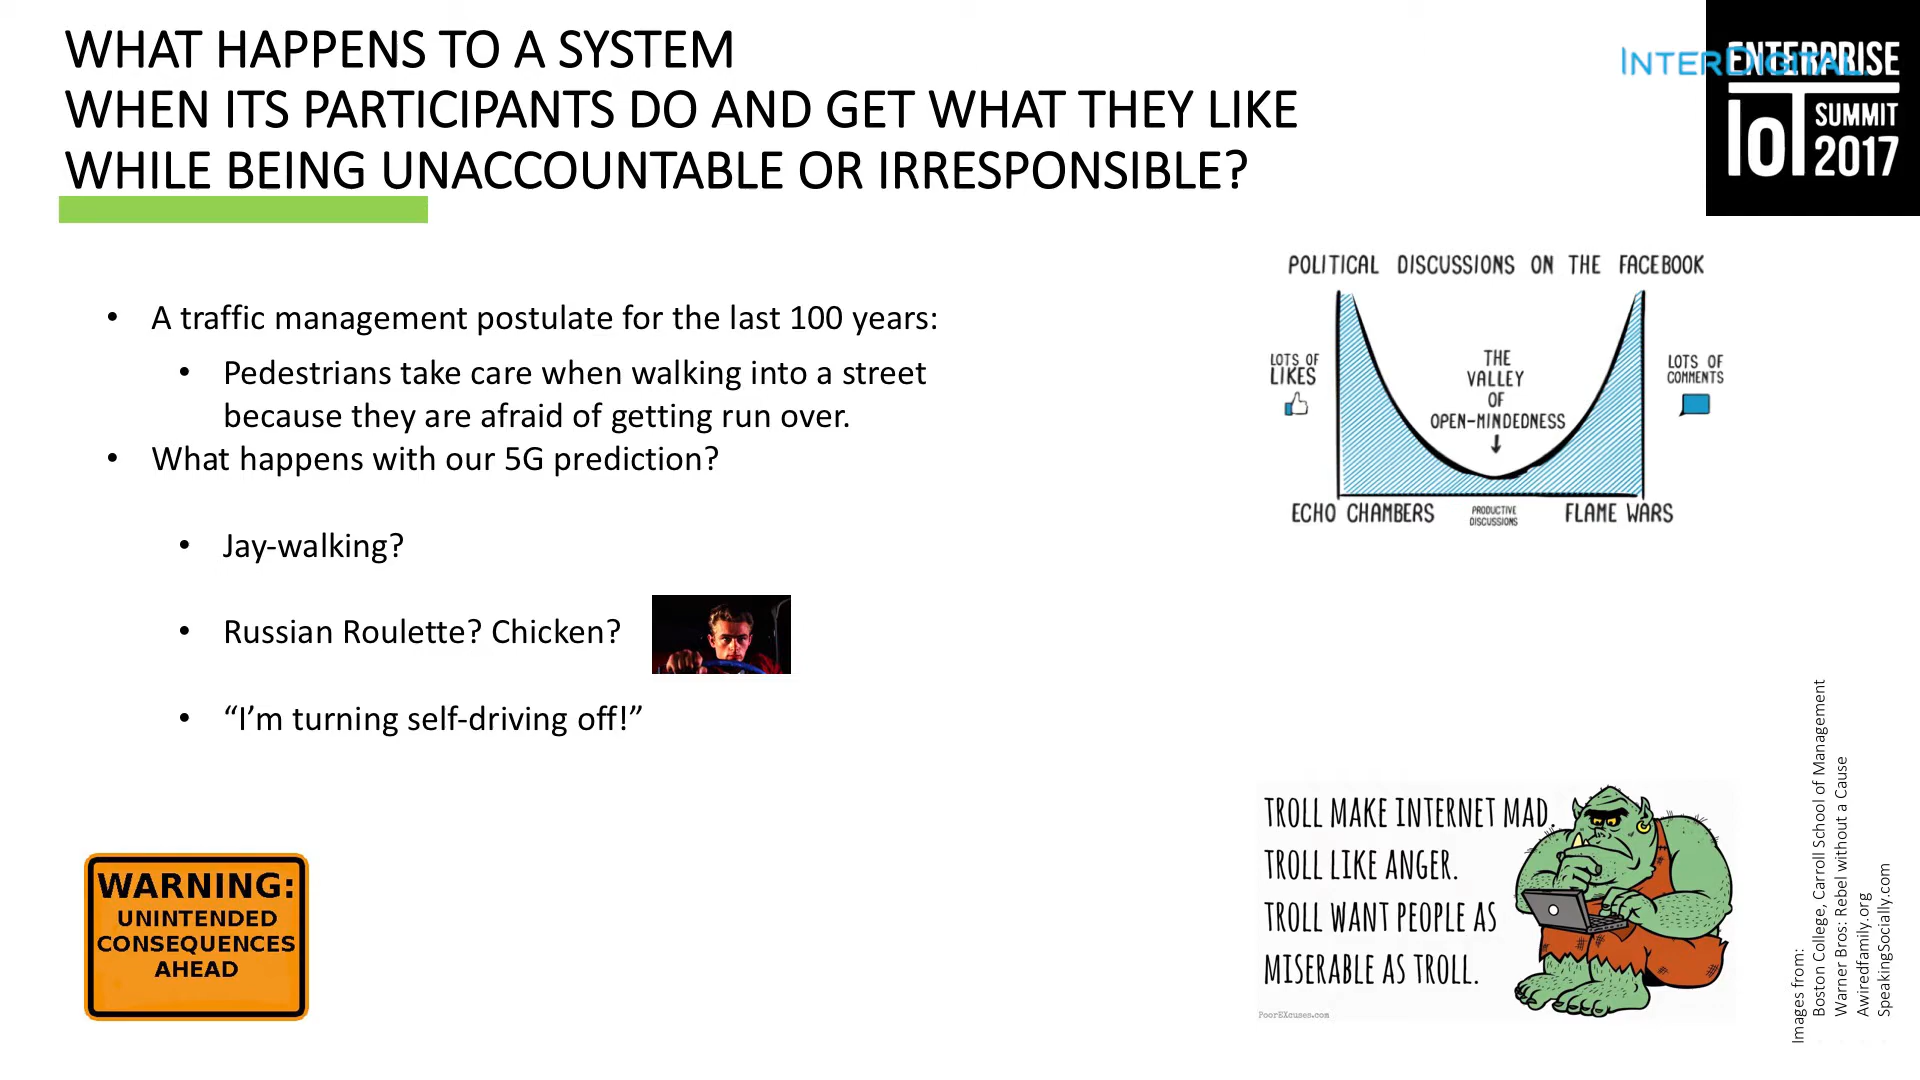 WHAT HAPPENS TO A SYSTEM
WHEN ITS PARTICIPANTS DO AND GET WHAT THEY LIKE
WHILE BEING UNACCOUNTABLE OR IRRESPONSIBLE?
INTERDIGITAL
ENTERPRISE
IoT SUMMIT
2017
• A traffic management postulate for the last 100 years:
• Pedestrians take care when walking into a street
because they are afraid of getting run over.
• What happens with our 5G prediction?
• Jay-walking?
• Russian Roulette? Chicken?
• “I’m turning self-driving off!”
POLITICAL DISCUSSIONS ON THE FACEBOOK
LOTS OF
LIKES
THE
VALLEY
OF
OPEN-MINDEDNESS
LOTS OF
COMMENTS
ECHO CHAMBERS
PRODUCTIVE
DISCUSSIONS
FLAME WARS
WARNING:
UNINTENDED
CONSEQUENCES
AHEAD
TROLL MAKE INTERNET MAD.
TROLL LIKE ANGER.
TROLL WANT PEOPLE AS
MISERABLE AS TROLL.
PoorEXcuses.com
Images from:
Boston College, Carroll School of Management
Warner Bros: Rebel without a Cause
Awiredfamily.org
SpeakingSocially.com